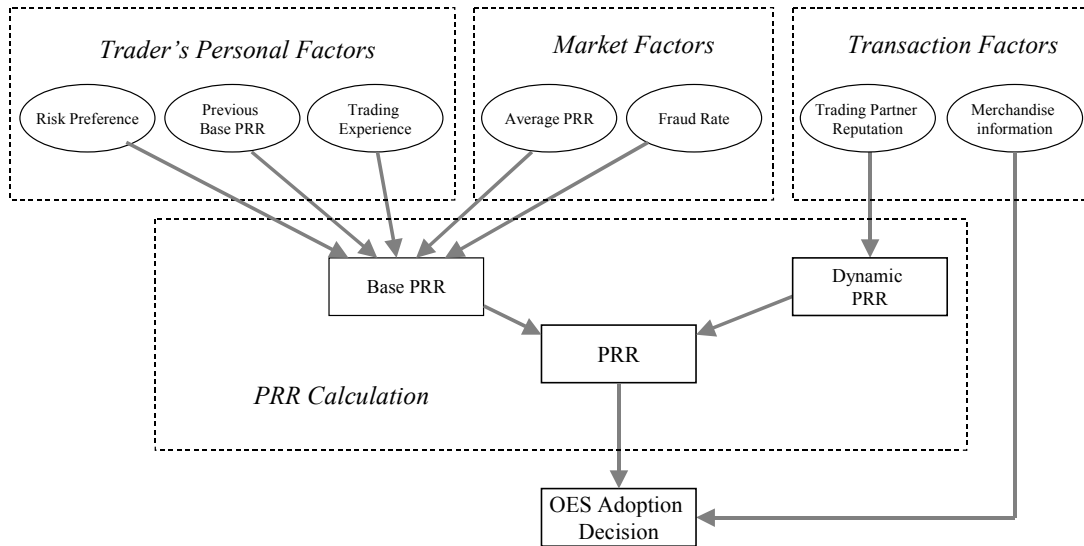 Trader’s Personal Factors
Market Factors
Transaction Factors
Risk Preference
Previous
Base PRR
Trading
Experience
Average PRR
Fraud Rate
Trading Partner
Reputation
Merchandise
information
Base PRR
Dynamic
PRR
PRR
PRR Calculation
OES Adoption
Decision